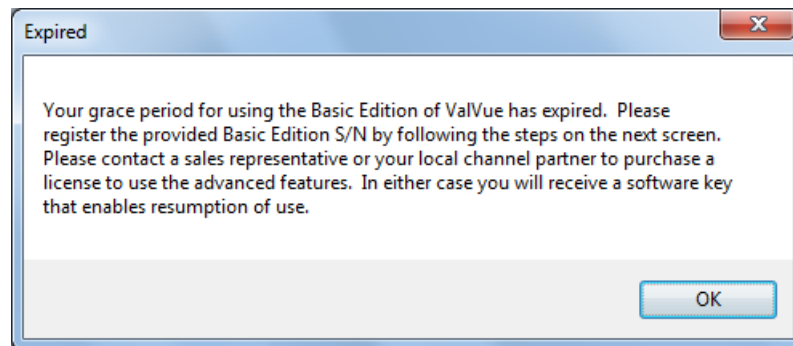 Expired
Your grace period for using the Basic Edition of ValVue has expired.  Please
register the provided Basic Edition S/N by following the steps on the next screen.
Please contact a sales representative or your local channel partner to purchase a
license to use the advanced features.  In either case you will receive a software key
that enables resumption of use.
OK